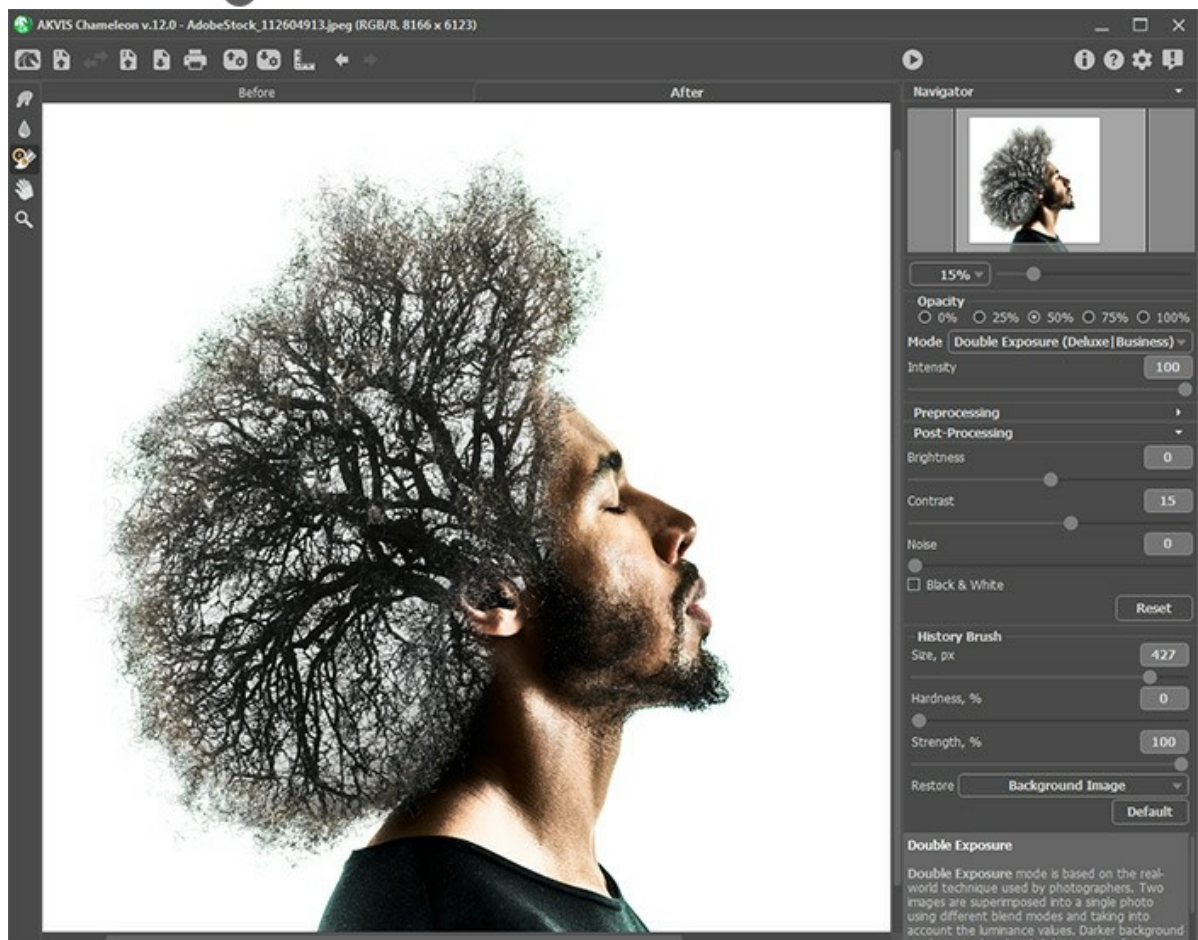 AKVIS Chameleon v.12.0 - AdobeStock_112604913.jpeg (RGB/8, 8166 x 6123)
Before
After
Navigator
15%
Opacity
0% 25% 50% 75% 100%
Mode Double Exposure (Deluxe|Business)
Intensity 100
Preprocessing
Post-Processing
Brightness 0
Contrast 15
Noise 0
Black & White
Reset
History Brush
Size, px 427
Hardness, % 0
Strength, % 100
Restore Background Image
Default
Double Exposure
Double Exposure mode is based on the real-
world technique used by photographers. Two
images are superimposed into a single photo
using different blend modes and taking into
account the luminance values. Darker background